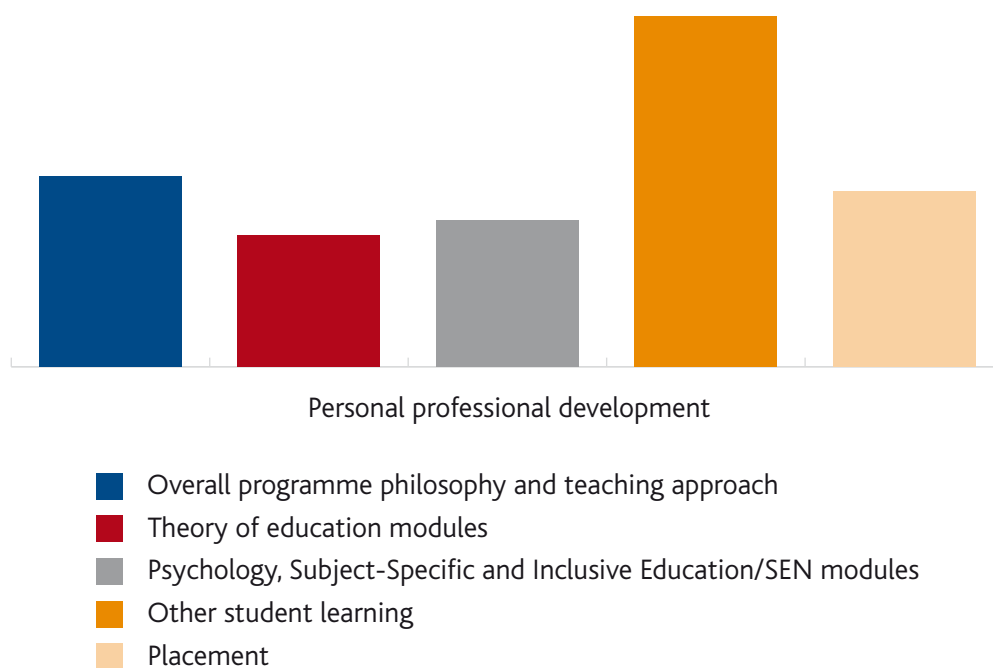 Personal professional development
Overall programme philosophy and teaching approach
Theory of education modules
Psychology, Subject-Specific and Inclusive Education/SEN modules
Other student learning
Placement